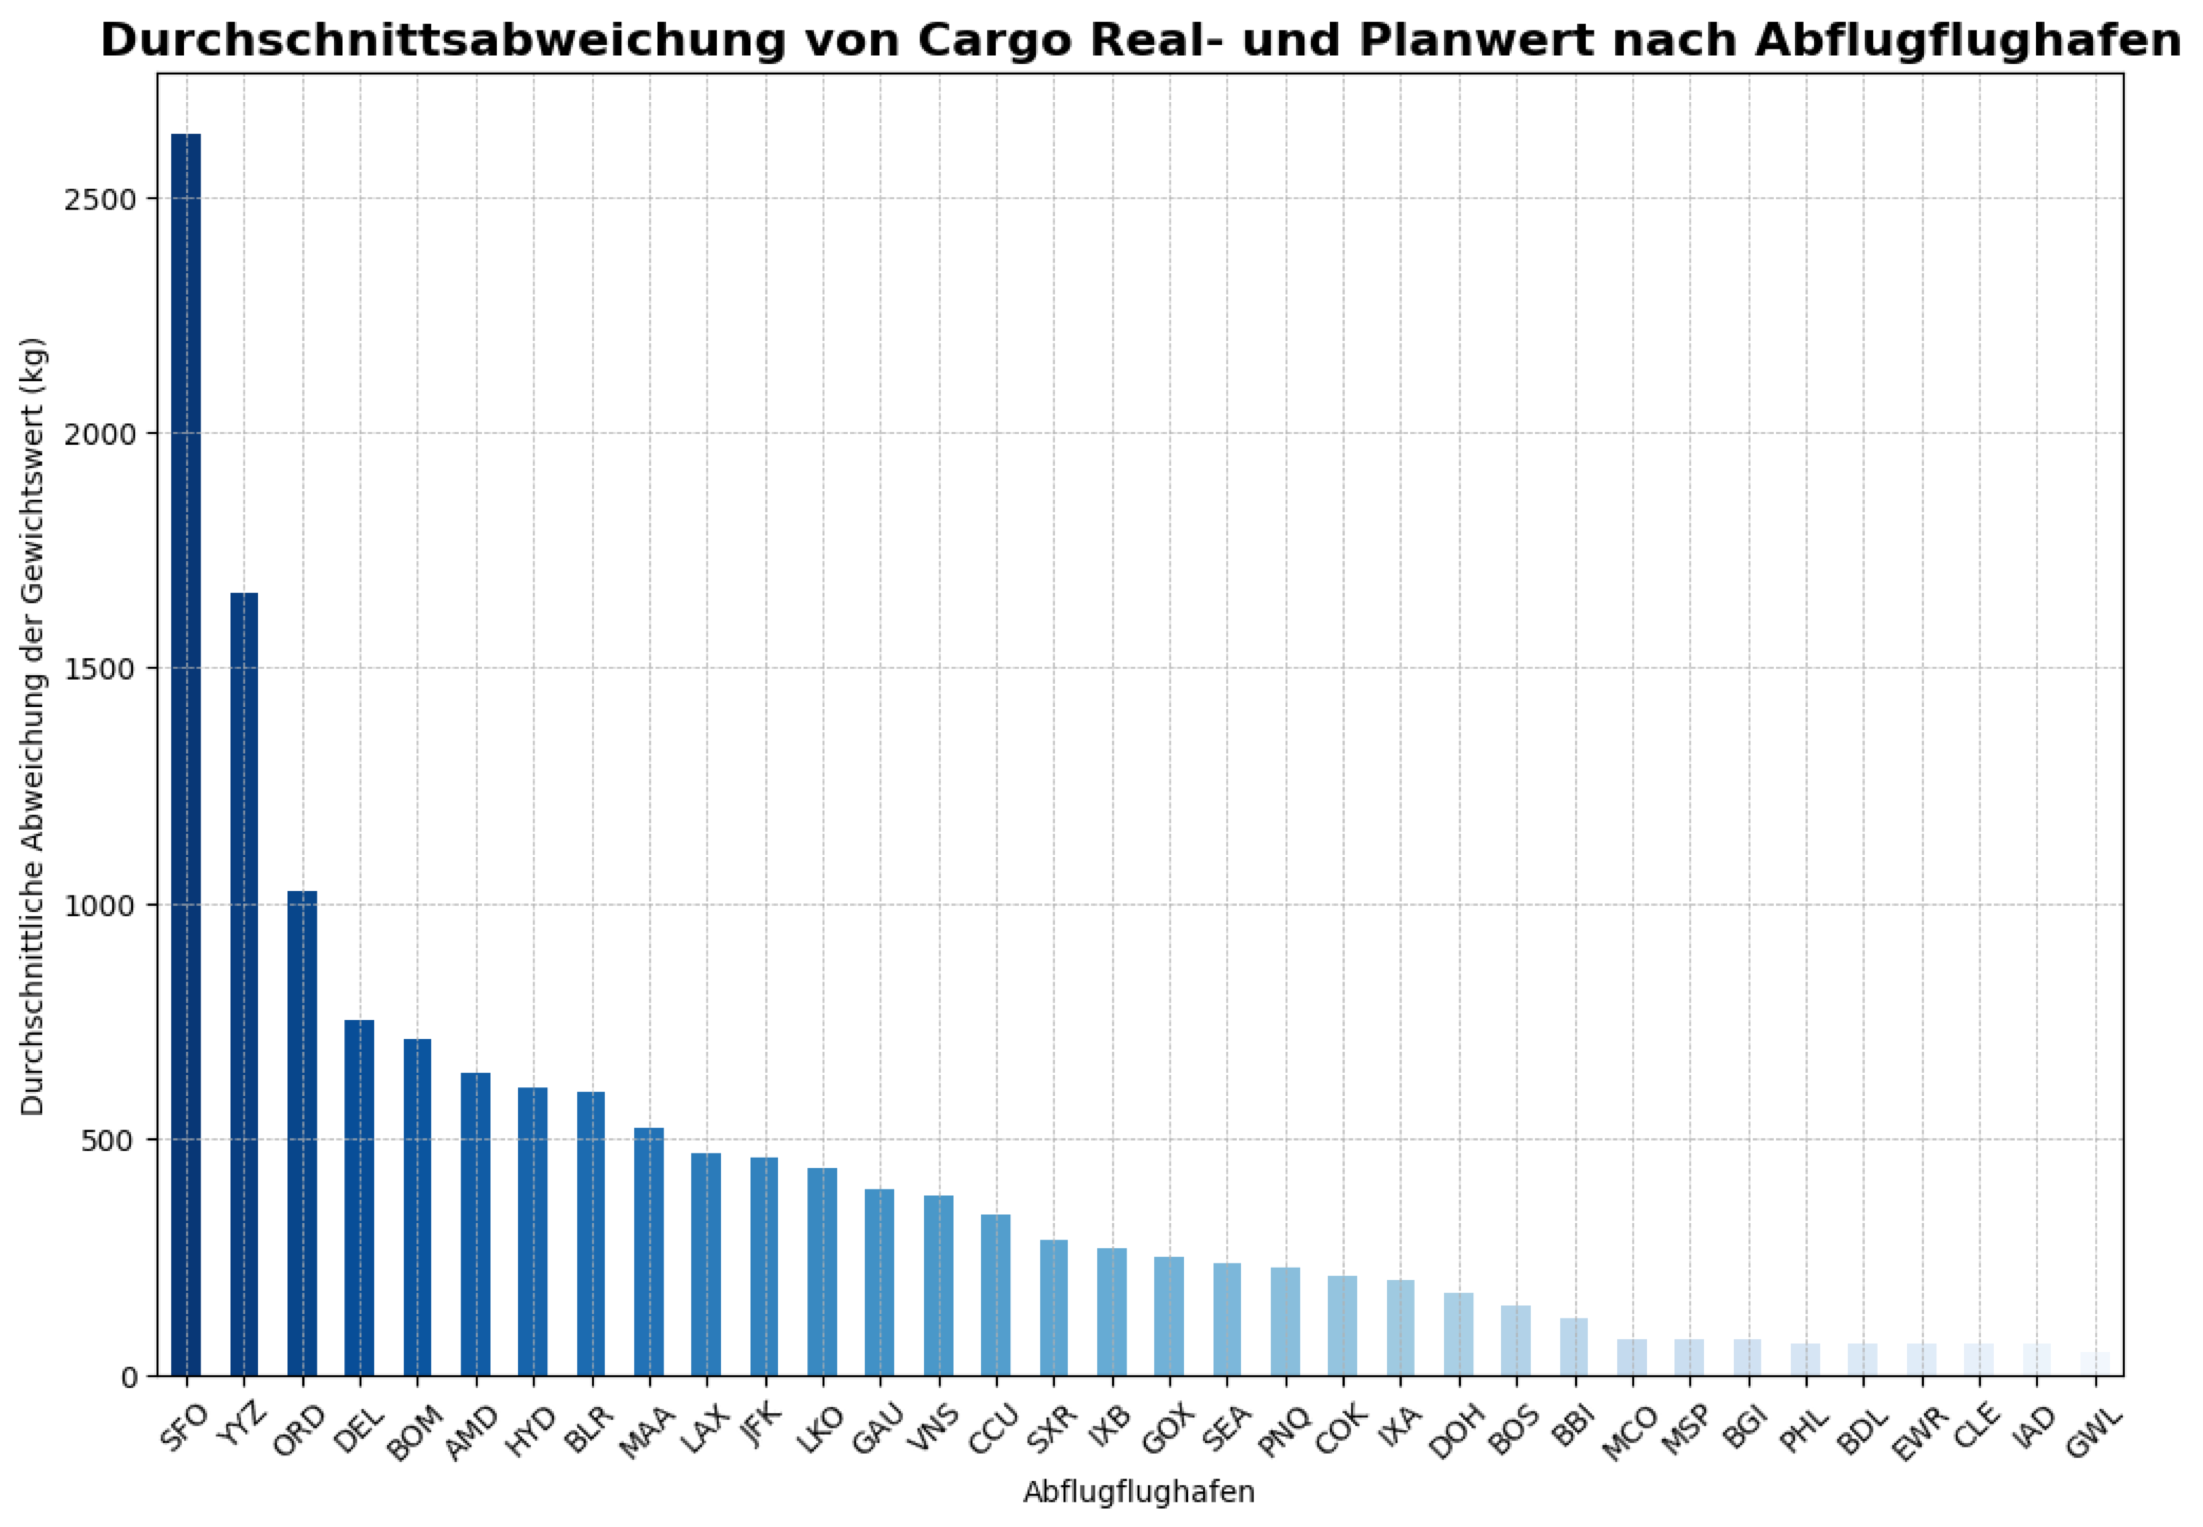 Durchschnittsabweichung von Cargo Real- und Planwert nach Abflugflughafen
Durchschnittliche Abweichung der Gewichtswert (kg)
2500
2000
1500
1000
500
0
SFO YYZ ORD DEL BOM AMD HYD BLR MAA LAX JFK LKO GAU VNS CCU SXR IXB GOX SEA PNQ COK IXA DOH BOS BBI MCO MSP BGI PHL BDL EWR CLE IAD GWL
Abflugflughafen